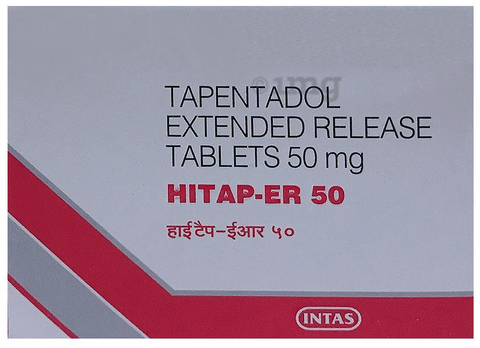 TAPENTADOL
EXTENDED RELEASE
TABLETS 50 mg
HITAP-ER 50
हाईटैप-ईआर ५०
INTAS